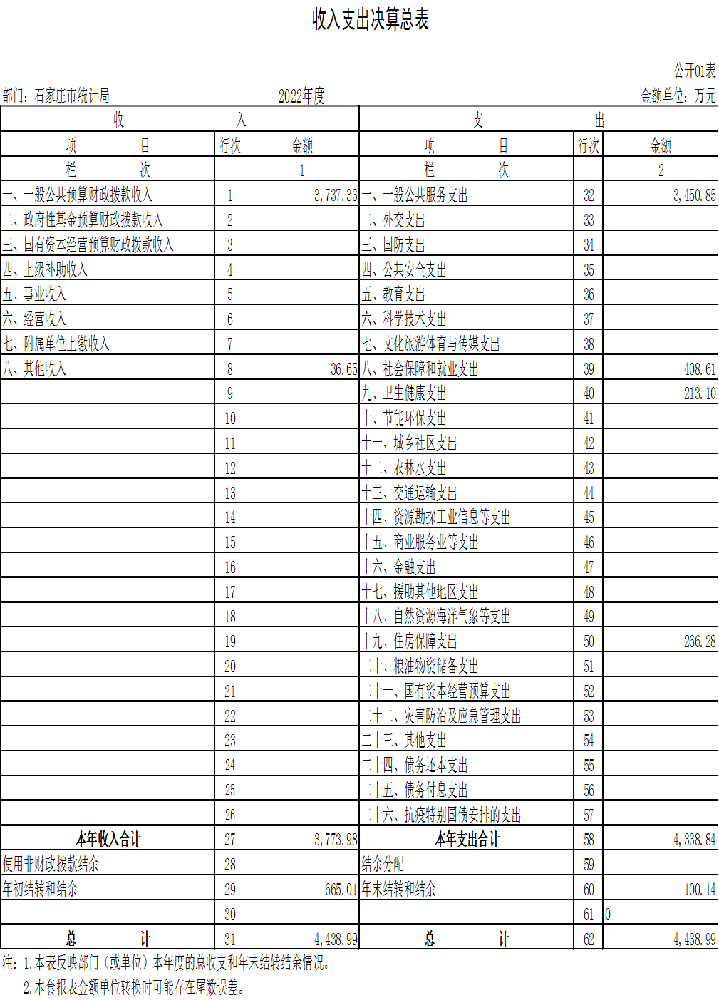 收入支出决算总表
公开01表
部门：石家庄市统计局 2022年度 金额单位：万元
收 入 支 出
项 目 行次 金额 项 目 行次 金额
栏 次 1 栏 次 2
一、一般公共预算财政拨款收入 1 3,737.33 一、一般公共服务支出 32 3,450.85
二、政府性基金预算财政拨款收入 2 二、外交支出 33
三、国有资本经营预算财政拨款收入 3 三、国防支出 34
四、上级补助收入 4 四、公共安全支出 35
五、事业收入 5 五、教育支出 36
六、经营收入 6 六、科学技术支出 37
七、附属单位上缴收入 7 七、文化旅游体育与传媒支出 38
八、其他收入 8 36.65 八、社会保障和就业支出 39 408.61
9 九、卫生健康支出 40 213.10
10 十、节能环保支出 41
11 十一、城乡社区支出 42
12 十二、农林水支出 43
13 十三、交通运输支出 44
14 十四、资源勘探工业信息等支出 45
15 十五、商业服务业等支出 46
16 十六、金融支出 47
17 十七、援助其他地区支出 48
18 十八、自然资源海洋气象等支出 49
19 十九、住房保障支出 50 266.28
20 二十、粮油物资储备支出 51
21 二十一、国有资本经营预算支出 52
22 二十二、灾害防治及应急管理支出 53
23 二十三、其他支出 54
24 二十四、债务还本支出 55
25 二十五、债务付息支出 56
26 二十六、抗疫特别国债安排的支出 57
本年收入合计 27 3,773.98 本年支出合计 58 4,338.84
使用非财政拨款结余 28 结余分配 59
年初结转和结余 29 665.01 年末结转和结余 60 100.14
30 61 0
总 计 31 4,438.99 总 计 62 4,438.99
注：1.本表反映部门（或单位）本年度的总收支和年末结转结余情况。
2.本套报表金额单位转换时可能存在尾数误差。